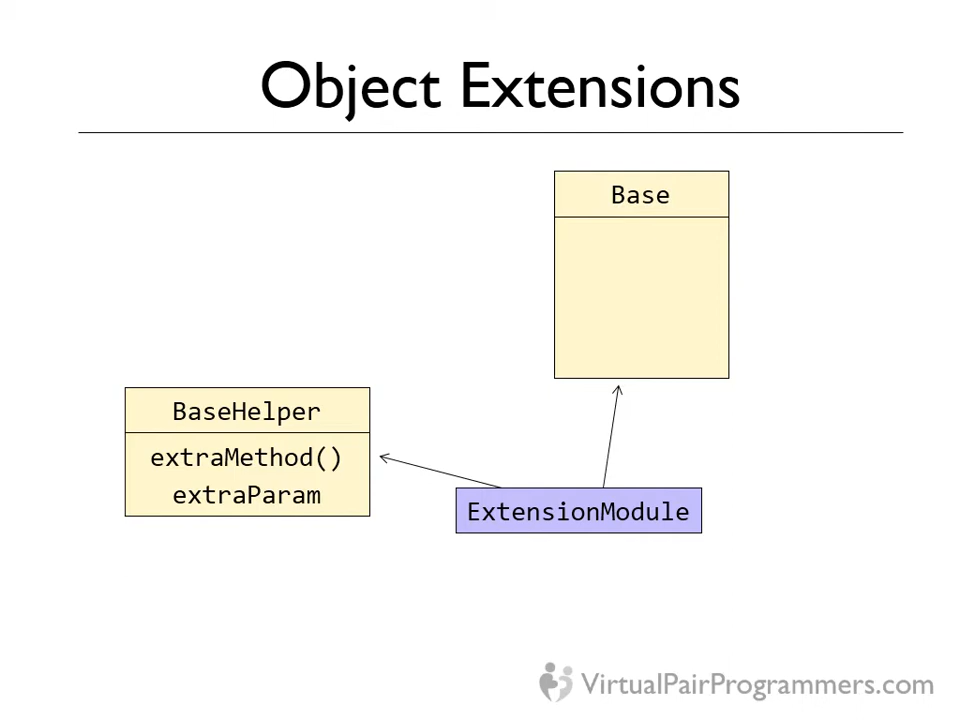 Object Extensions
Base
BaseHelper
extraMethod()
extraParam
ExtensionModule
VirtualPairProgrammers.com